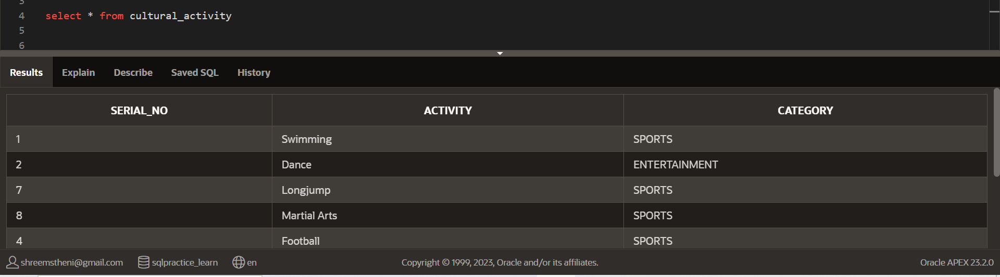 3
4 select * from cultural_activity
5
6
Results Explain Describe Saved SQL History
SERIAL_NO ACTIVITY CATEGORY
1 Swimming SPORTS
2 Dance ENTERTAINMENT
7 Longjump SPORTS
8 Martial Arts SPORTS
4 Football SPORTS
shreemstheni@gmail.com sqlpractice_learn en Copyright © 1999, 2023, Oracle and/or its affiliates. Oracle APEX 23.2.0